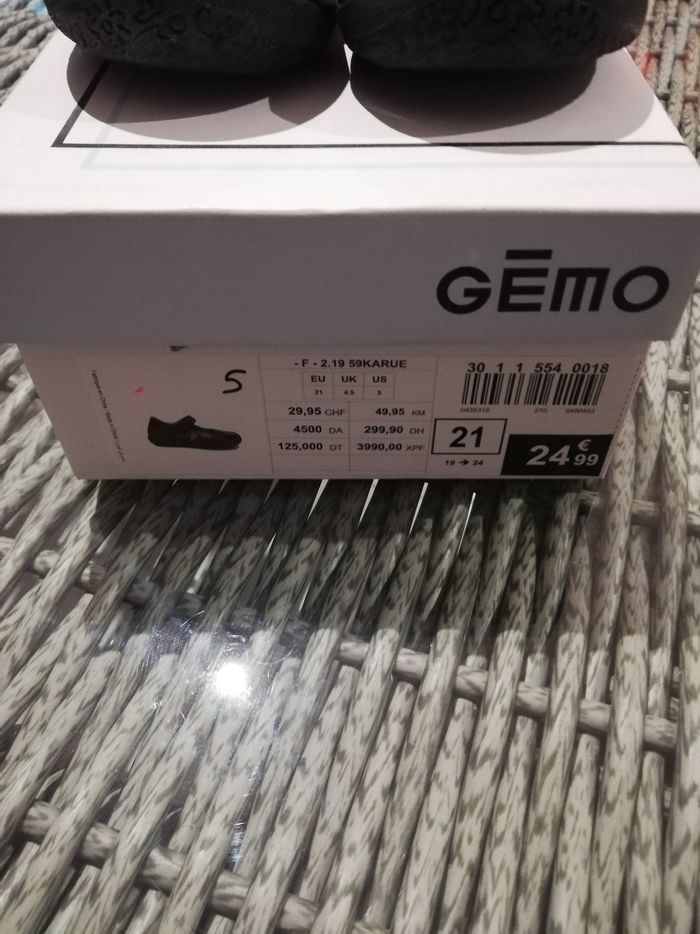 GĒMO
- F - 2.19 59KARUE
5
EU UK US
21 4.5 5
29,95 CHF 49,95 KM
4500 DA 299,90 DH
125,000 DT 3990,00 XPF
30 1 1 554 0018
21
19 → 24
24 €99